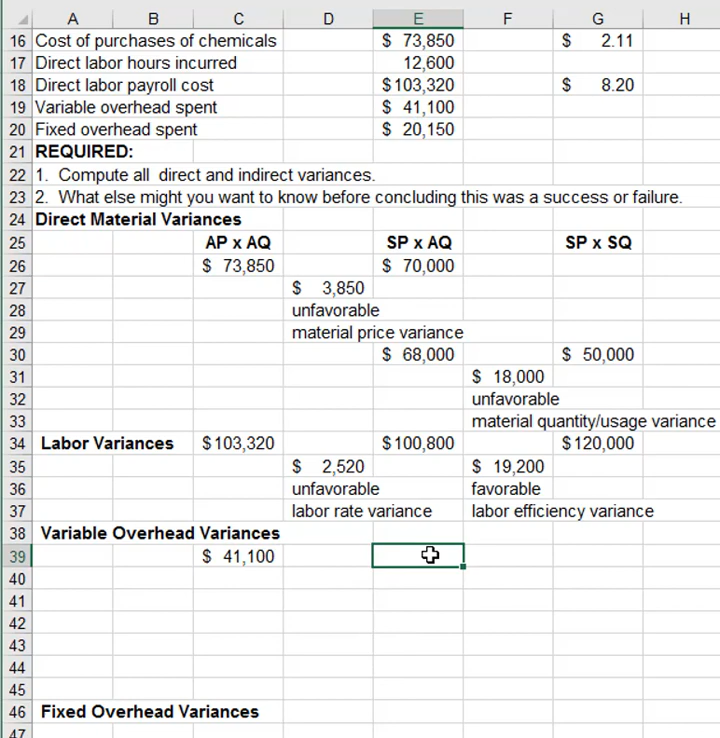 A B C D E F G H
16 Cost of purchases of chemicals $ 73,850 $ 2.11
17 Direct labor hours incurred 12,600
18 Direct labor payroll cost $103,320 $ 8.20
19 Variable overhead spent $ 41,100
20 Fixed overhead spent $ 20,150
21 REQUIRED:
22 1. Compute all direct and indirect variances.
23 2. What else might you want to know before concluding this was a success or failure.
24 Direct Material Variances
25 AP x AQ SP x AQ SP x SQ
26 $ 73,850 $ 70,000
27 $ 3,850
28 unfavorable
29 material price variance
30 $ 68,000 $ 50,000
31 $ 18,000
32 unfavorable
33 material quantity/usage variance
34 Labor Variances $103,320 $100,800 $120,000
35 $ 2,520 $ 19,200
36 unfavorable favorable
37 labor rate variance labor efficiency variance
38 Variable Overhead Variances
39 $ 41,100
40
41
42
43
44
45
46 Fixed Overhead Variances
47